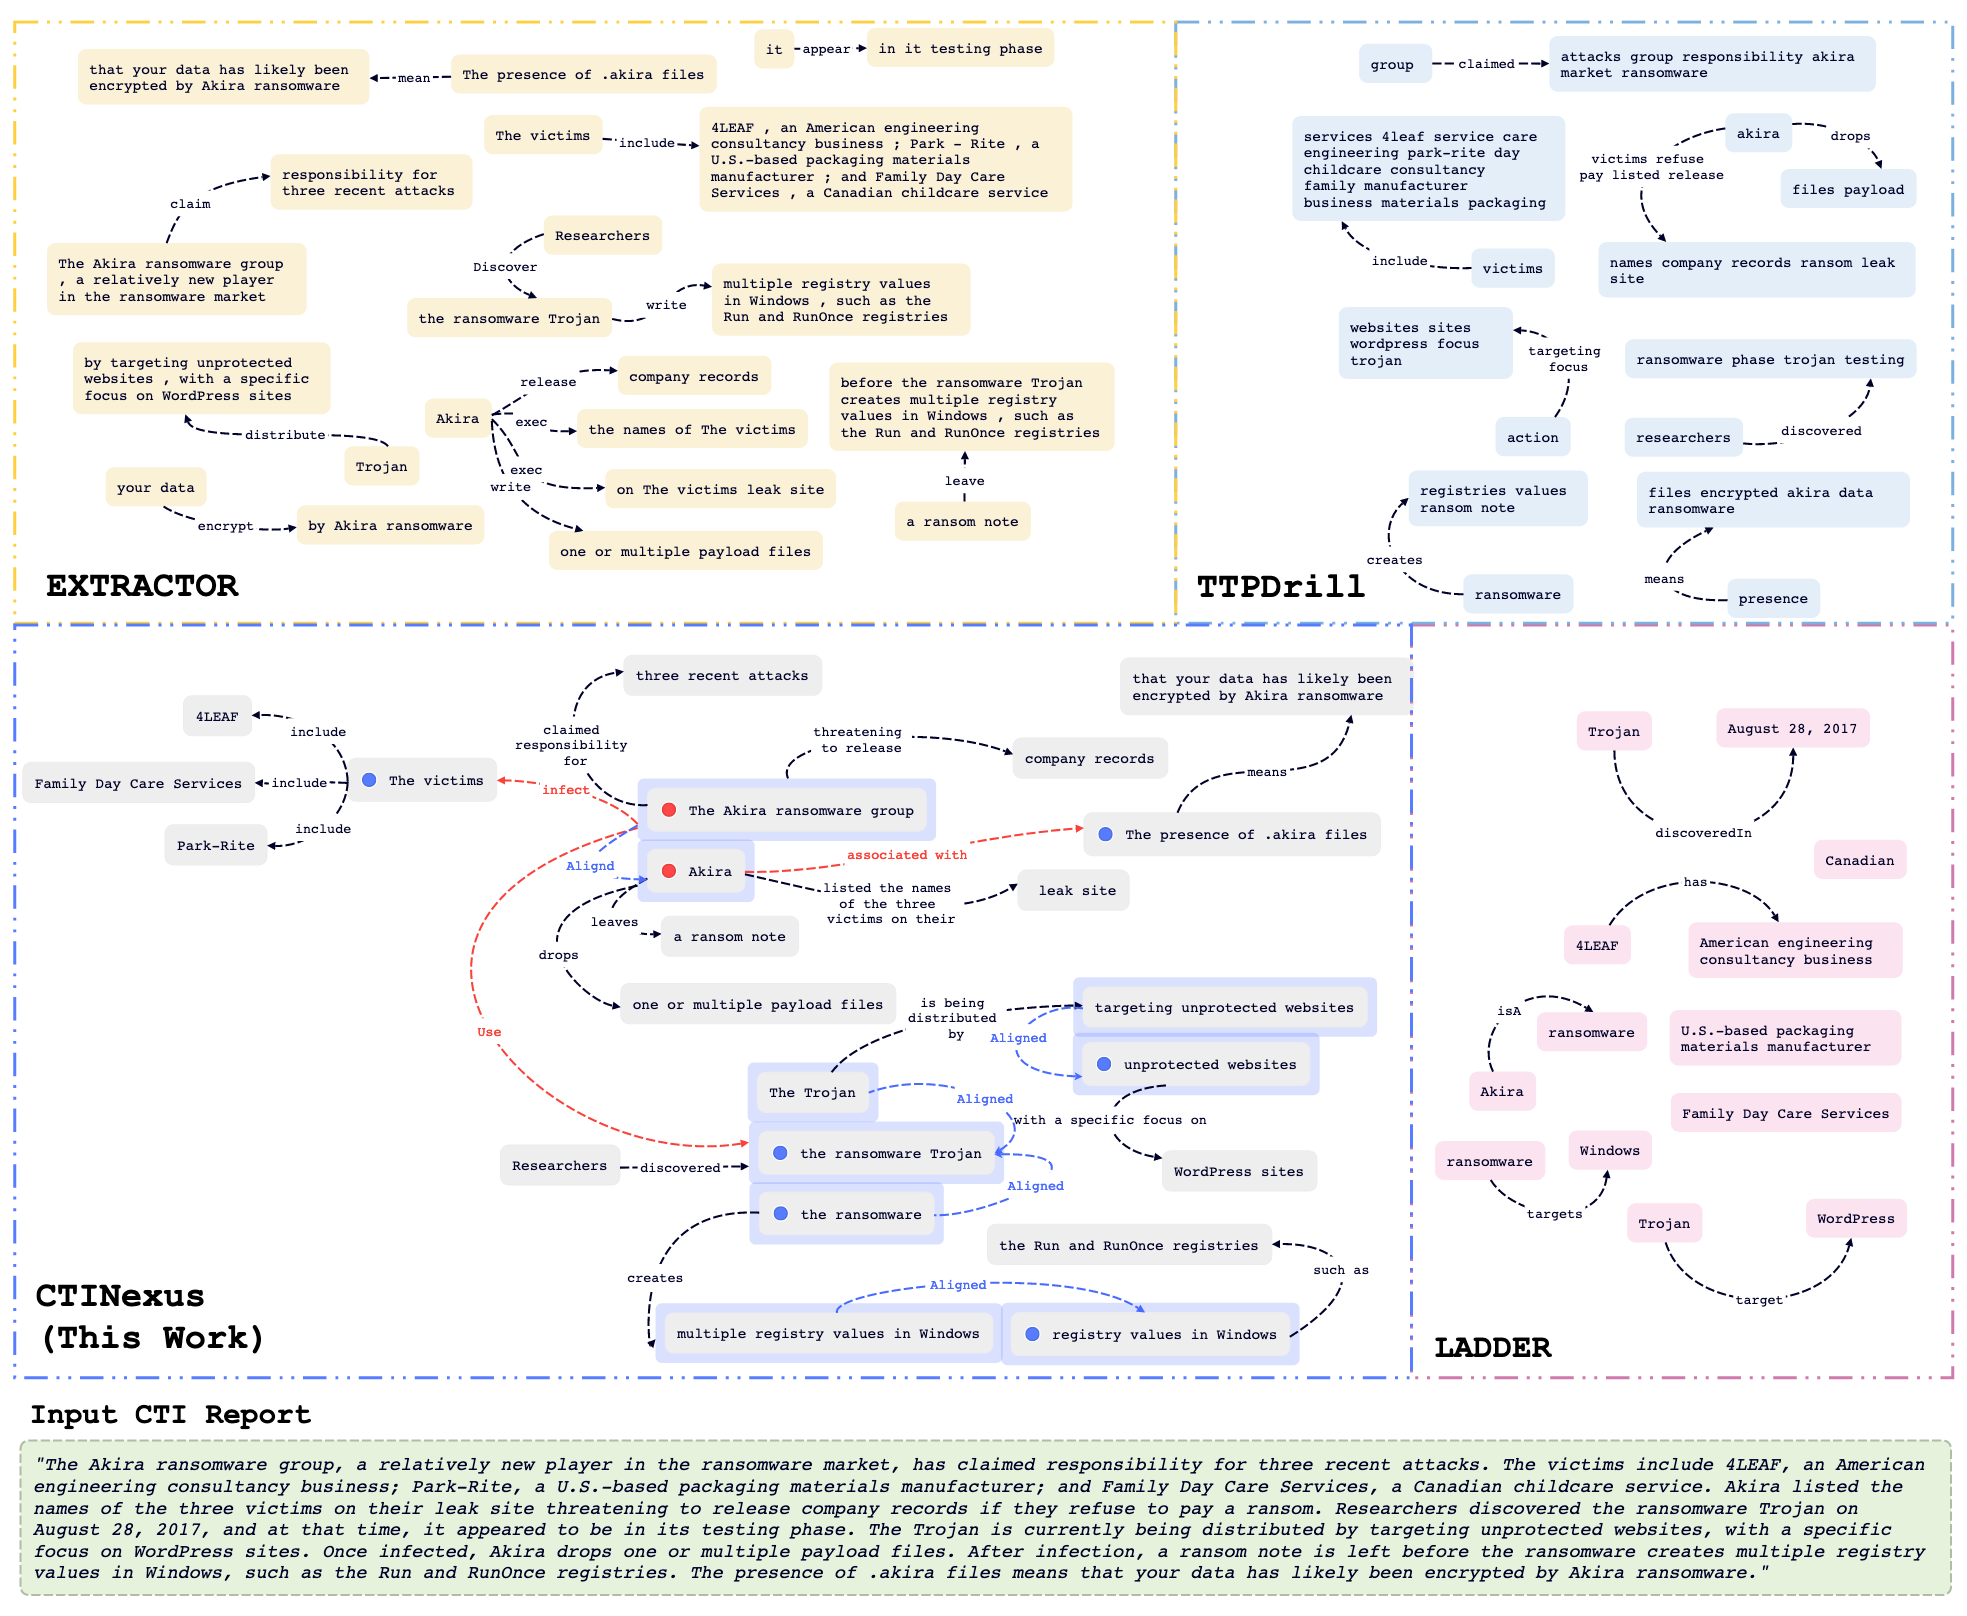 it
appear
in it testing phase
that your data has likely been
encrypted by Akira ransomware
mean
The presence of .akira files
The victims
include
4LEAF , an American engineering
consultancy business ; Park - Rite , a
U.S.-based packaging materials
manufacturer ; and Family Day Care
Services , a Canadian childcare service
responsibility for
three recent attacks
claim
The Akira ransomware group
, a relatively new player
in the ransomware market
Researchers
Discover
the ransomware Trojan
write
multiple registry values
in Windows , such as the
Run and RunOnce registries
by targeting unprotected
websites , with a specific
focus on WordPress sites
distribute
Trojan
Akira
release
company records
exec
the names of The victims
exec
on The victims leak site
write
one or multiple payload files
before the ransomware Trojan
creates multiple registry
values in Windows , such as
the Run and RunOnce registries
leave
a ransom note
your data
encrypt
by Akira ransomware
EXTRACTOR
group
claimed
attacks group responsibility akira
market ransomware
services 4leaf service care
engineering park-rite day
childcare consultancy
family manufacturer
business materials packaging
include
victims
akira
drops
files payload
victims refuse
pay listed release
names company records ransom leak
site
websites sites
wordpress focus
trojan
targeting
focus
action
ransomware phase trojan testing
researchers
discovered
registries values
ransom note
creates
ransomware
files encrypted akira data
ransomware
means
presence
TTPDrill
three recent attacks
claimed
responsibility
for
4LEAF
include
Family Day Care Services
include
The victims
Park-Rite
include
infect
The Akira ransomware group
threatening
to release
company records
that your data has likely been
encrypted by Akira ransomware
means
The presence of .akira files
associated with
Alignd
Akira
listed the names
of the three
victims on their
leak site
leaves
a ransom note
drops
one or multiple payload files
Use
is being
distributed
by
targeting unprotected websites
Aligned
unprotected websites
The Trojan
Aligned
with a specific focus on
WordPress sites
the ransomware Trojan
Researchers
discovered
Aligned
the ransomware
the Run and RunOnce registries
such as
creates
Aligned
multiple registry values in Windows
registry values in Windows
CTINexus
(This Work)
Trojan
August 28, 2017
discoveredIn
Canadian
has
4LEAF
American engineering
consultancy business
isA
ransomware
Akira
U.S.-based packaging
materials manufacturer
Family Day Care Services
ransomware
Windows
targets
Trojan
WordPress
target
LADDER
Input CTI Report
"The Akira ransomware group, a relatively new player in the ransomware market, has claimed responsibility for three recent attacks. The victims include 4LEAF, an American
engineering consultancy business; Park-Rite, a U.S.-based packaging materials manufacturer; and Family Day Care Services, a Canadian childcare service. Akira listed the
names of the three victims on their leak site threatening to release company records if they refuse to pay a ransom. Researchers discovered the ransomware Trojan on
August 28, 2017, and at that time, it appeared to be in its testing phase. The Trojan is currently being distributed by targeting unprotected websites, with a specific
focus on WordPress sites. Once infected, Akira drops one or multiple payload files. After infection, a ransom note is left before the ransomware creates multiple registry
values in Windows, such as the Run and RunOnce registries. The presence of .akira files means that your data has likely been encrypted by Akira ransomware."